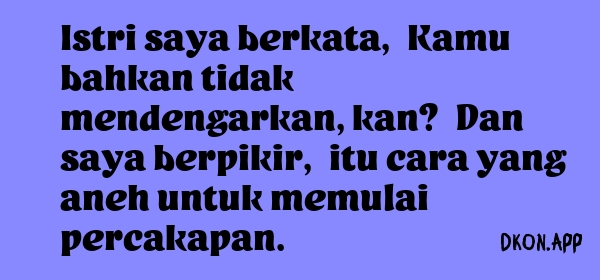 Istri saya berkata, Kamu
bahkan tidak
mendengarkan, kan? Dan
saya berpikir, itu cara yang
aneh untuk memulai
percakapan.
DKON.APP